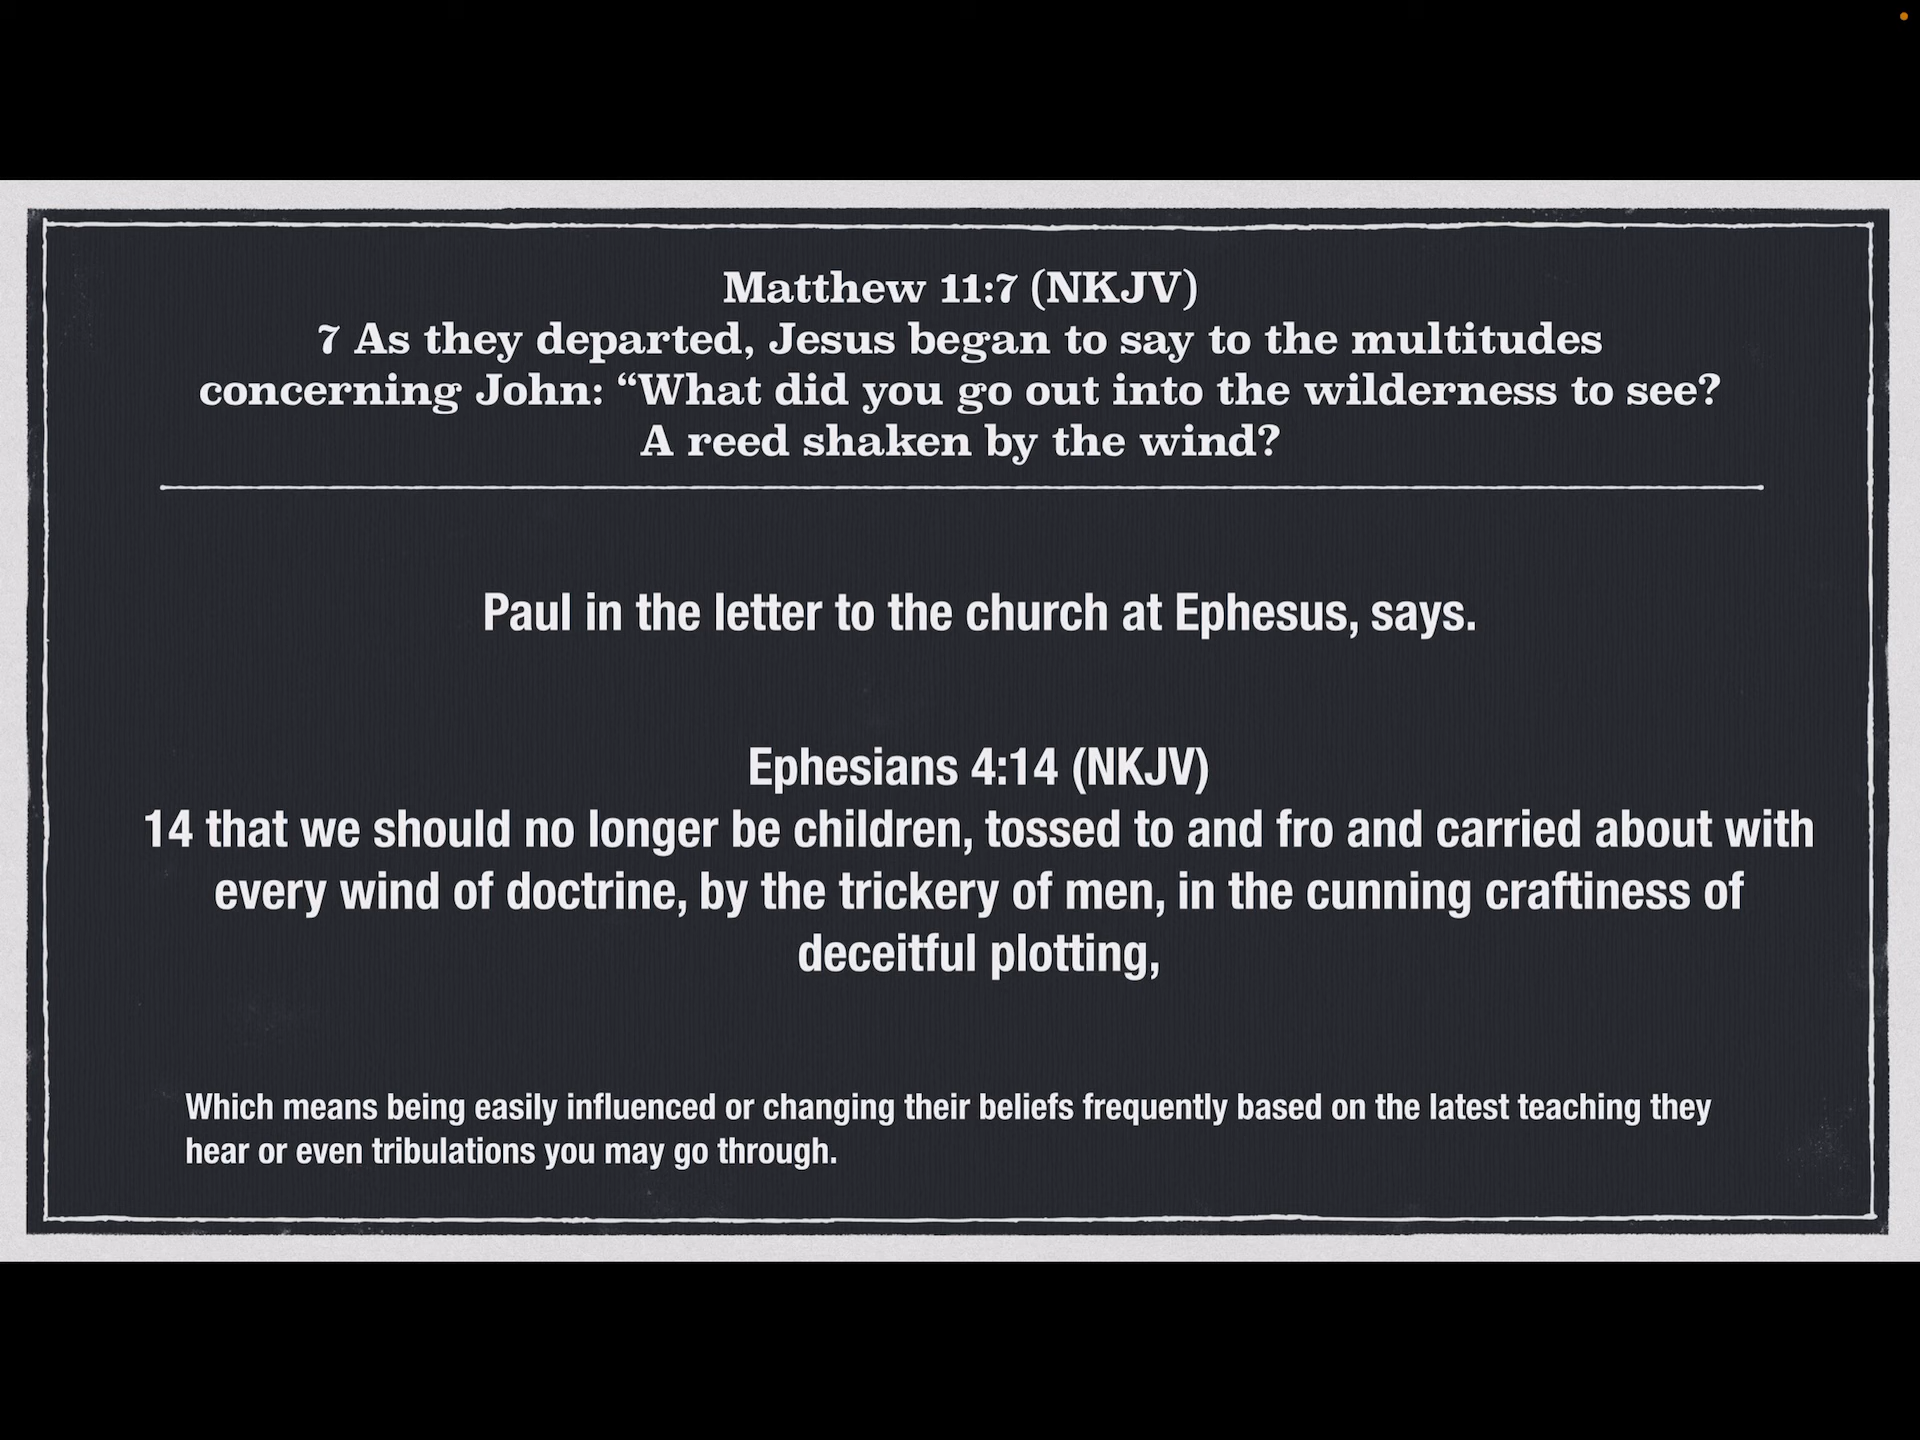 Matthew 11:7 (NKJV)
7 As they departed, Jesus began to say to the multitudes
concerning John: “What did you go out into the wilderness to see?
A reed shaken by the wind?
Paul in the letter to the church at Ephesus, says.
Ephesians 4:14 (NKJV)
14 that we should no longer be children, tossed to and fro and carried about with
every wind of doctrine, by the trickery of men, in the cunning craftiness of
deceitful plotting,
Which means being easily influenced or changing their beliefs frequently based on the latest teaching they
hear or even tribulations you may go through.